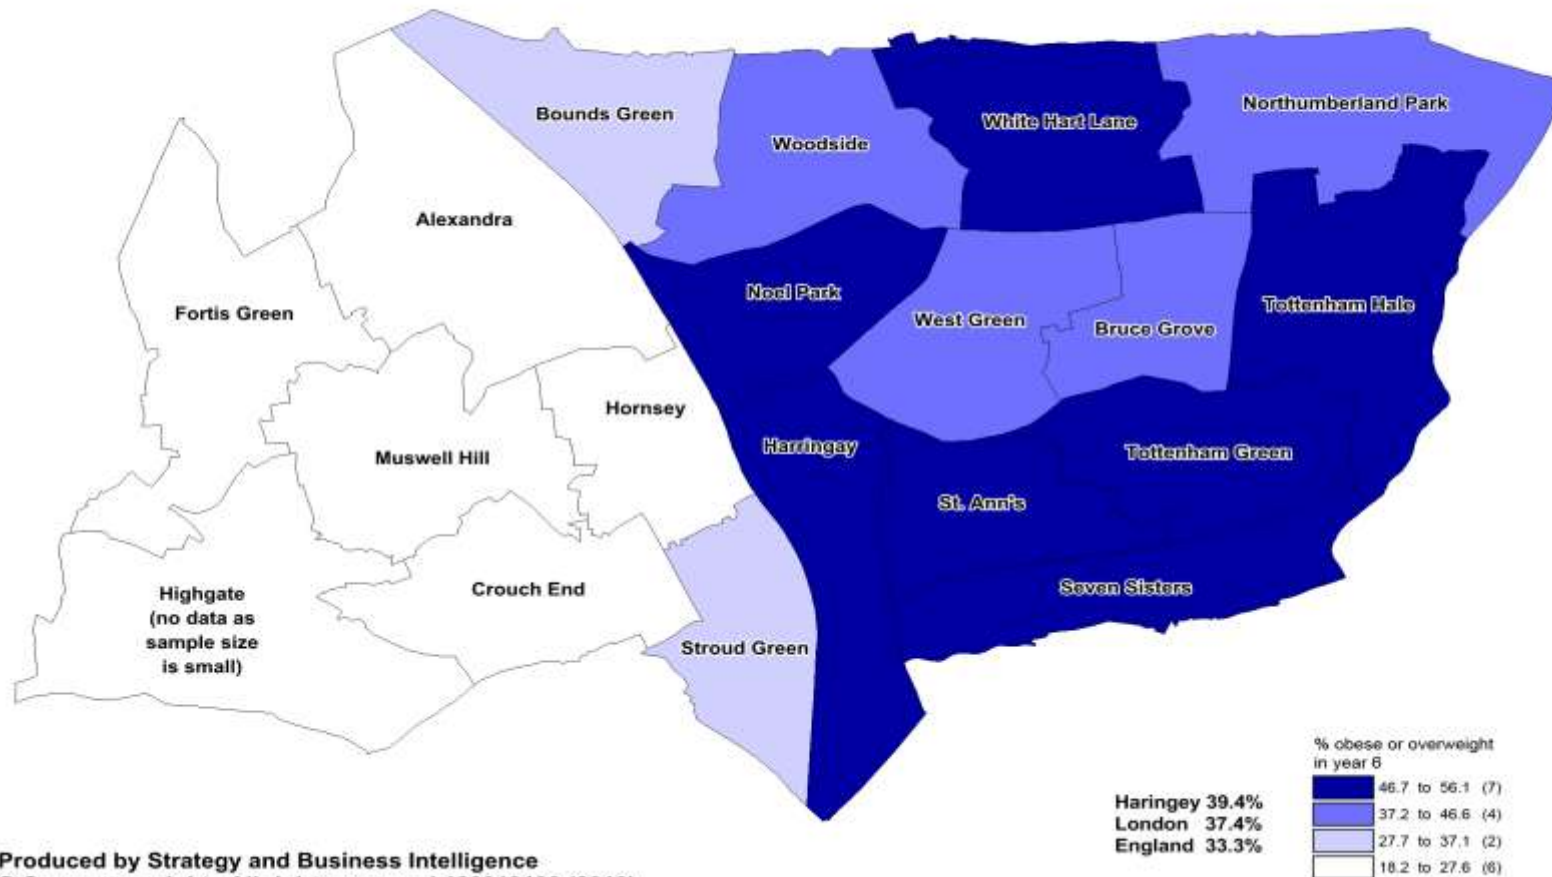 Bounds Green
Woodside
White Hart Lane
Northumberland Park
Alexandra
Fortis Green
Noel Park
West Green
Bruce Grove
Tottenham Hale
Hornsey
Muswell Hill
Harringay
Tottenham Green
St. Ann's
Highgate
(no data as
sample size
is small)
Crouch End
Seven Sisters
Stroud Green
% obese or overweight
in year 6
46.7 to 56.1 (7)
37.2 to 46.6 (4)
27.7 to 37.1 (2)
18.2 to 27.6 (6)
Haringey 39.4%
London 37.4%
England 33.3%
Produced by Strategy and Business Intelligence